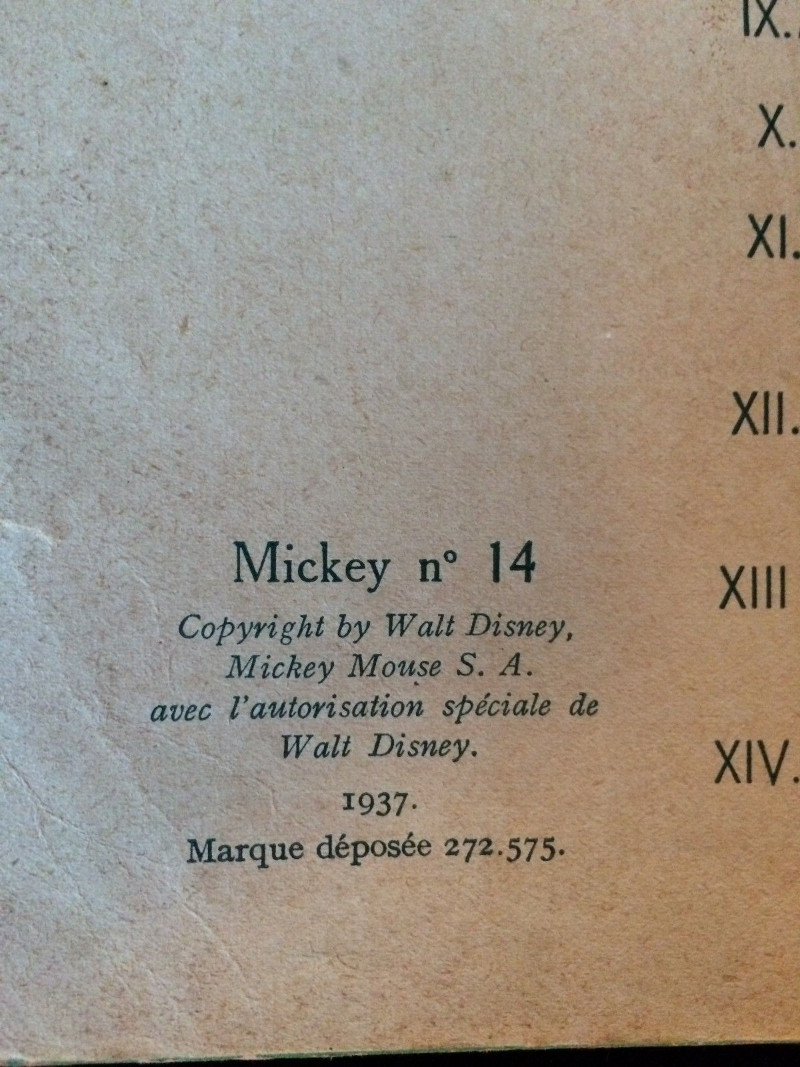 IX.
X.
XI.
XII.
XIII
XIV.
Mickey nº 14
Copyright by Walt Disney,
Mickey Mouse S. A.
avec l'autorisation spéciale de
Walt Disney.
1937.
Marque déposée 272.575.